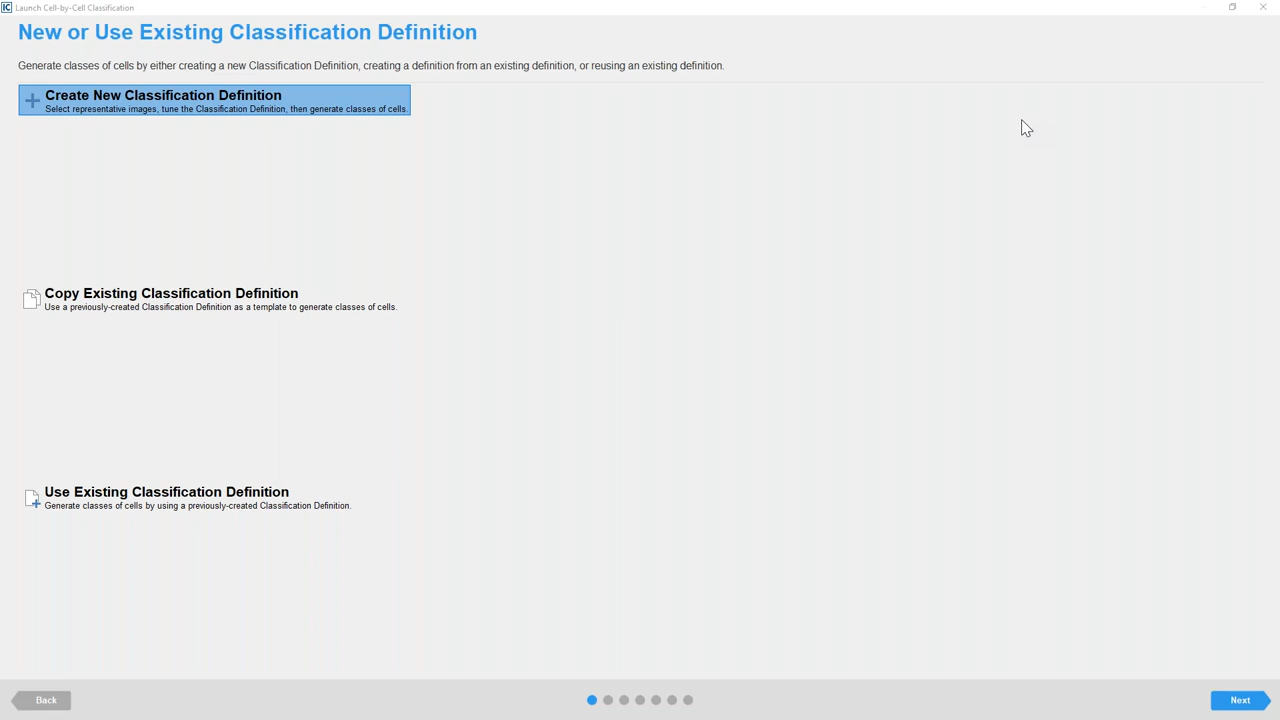 IC Launch Cell-by-Cell Classification
New or Use Existing Classification Definition
Generate classes of cells by either creating a new Classification Definition, creating a definition from an existing definition, or reusing an existing definition.
Create New Classification Definition
Select representative images, tune the Classification Definition, then generate classes of cells.
Copy Existing Classification Definition
Use a previously-created Classification Definition as a template to generate classes of cells.
Use Existing Classification Definition
Generate classes of cells by using a previously-created Classification Definition.
Back
Next